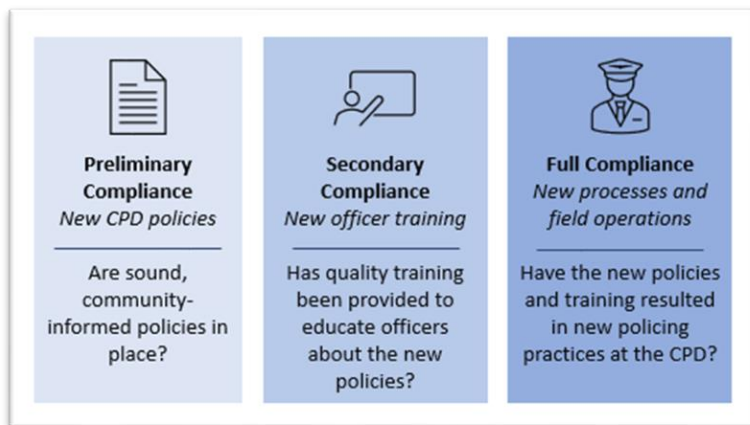 Preliminary
Compliance
New CPD policies
Are sound,
community-
informed policies in
place?
Secondary
Compliance
New officer training
Has quality training
been provided to
educate officers
about the new
policies?
Full Compliance
New processes and
field operations
Have the new policies
and training resulted
in new policing
practices at the CPD?